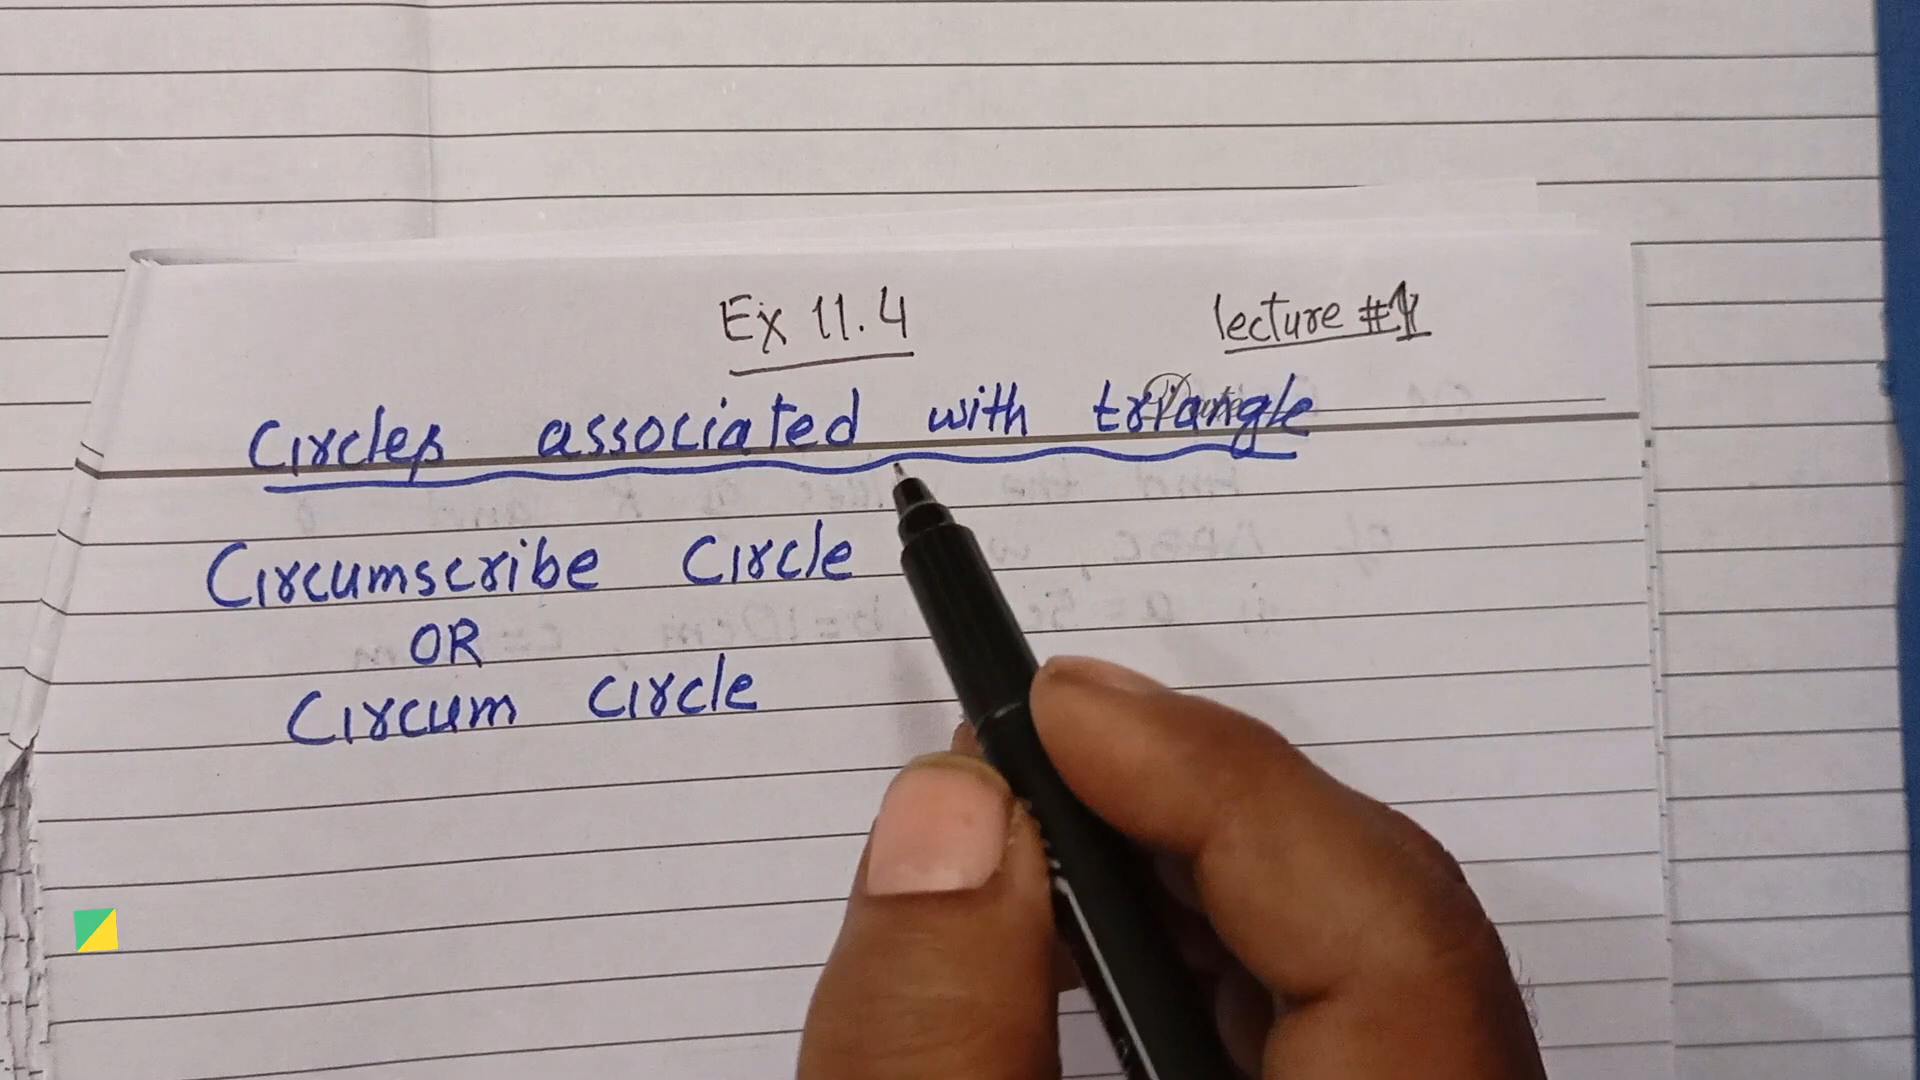 Ex 11.4
lecture #1
Circles associated with triangle
Circumscribe Circle
OR
Circum Circle